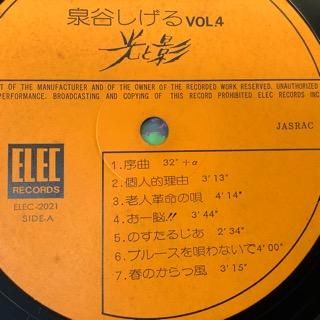 泉谷しげる VOL.4
光と影
T OF THE MANUFACTURER AND OF THE OWNER OF THE RECORDED WORK RESERVED. UNAUTHORIZED
PERFORMANCE. BROADCASTING AND COPYING OF THIS RECORD PROHIBITED ELEC RECORDS INC
JASRAC
ELEC
RECORDS
ELEC-2021
SIDE-A
1.序曲 32"+α
2.個人的理由 3'13"
3.老人革命の唄 4'14"
4.おー脳!! 3'44"
5.のすたるじあ 2'34"
6.ブルースを唄わないで4'00"
7.春のからっ風 3'15"